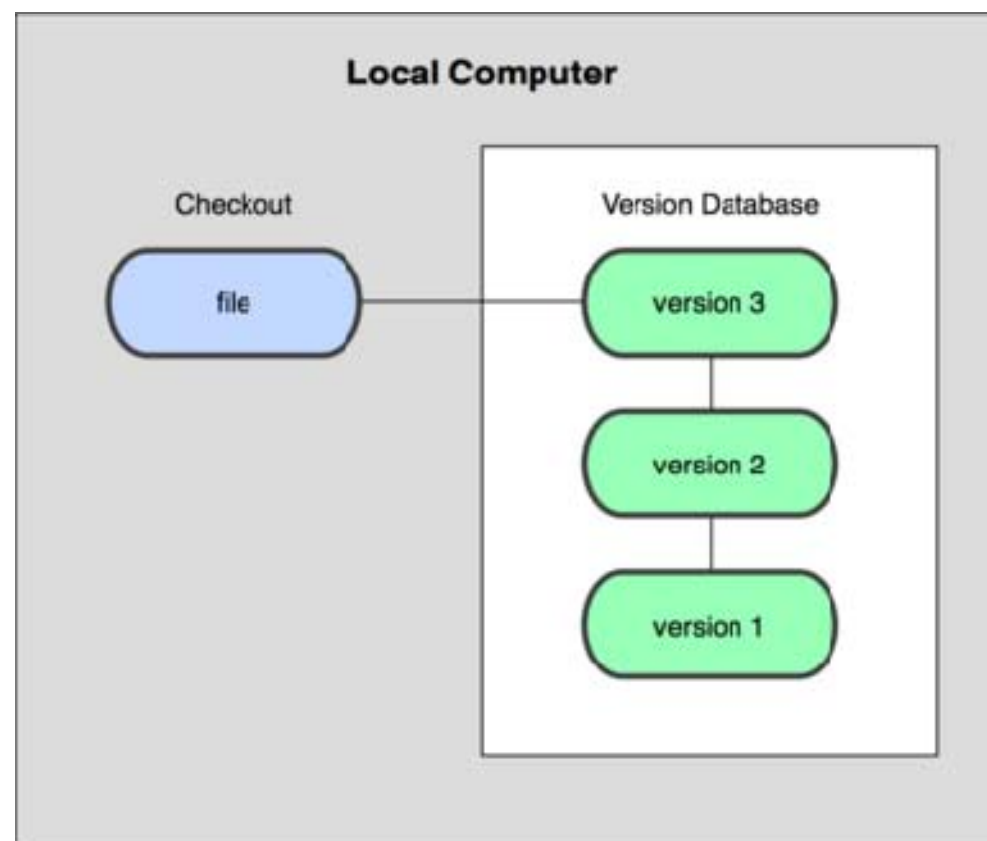 Local Computer
Checkout
Version Database
file
version 3
version 2
version 1